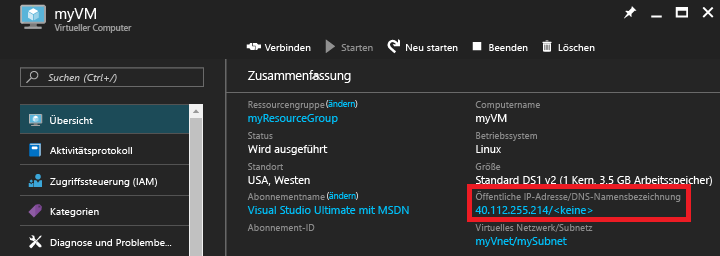 myVM
Virtueller Computer
Verbinden
Starten
Neu starten
Beenden
Löschen
Suchen (Ctrl+/)
Übersicht
Aktivitätsprotokoll
Zugriffssteuerung (IAM)
Kategorien
Diagnose und Problembe...
Zusammenfassung
Ressourcengruppe (ändern)
myResourceGroup
Status
Wird ausgeführt
Standort
USA, Westen
Abonnementname (ändern)
Visual Studio Ultimate mit MSDN
Abonnement-ID
Computername
myVM
Betriebssystem
Linux
Größe
Standard DS1 v2 (1 Kern, 3.5 GB Arbeitsspeicher)
Öffentliche IP-Adresse/DNS-Namensbezeichnung
40.112.255.214/<keine>
Virtuelles Netzwerk/Subnetz
myVnet/mySubnet